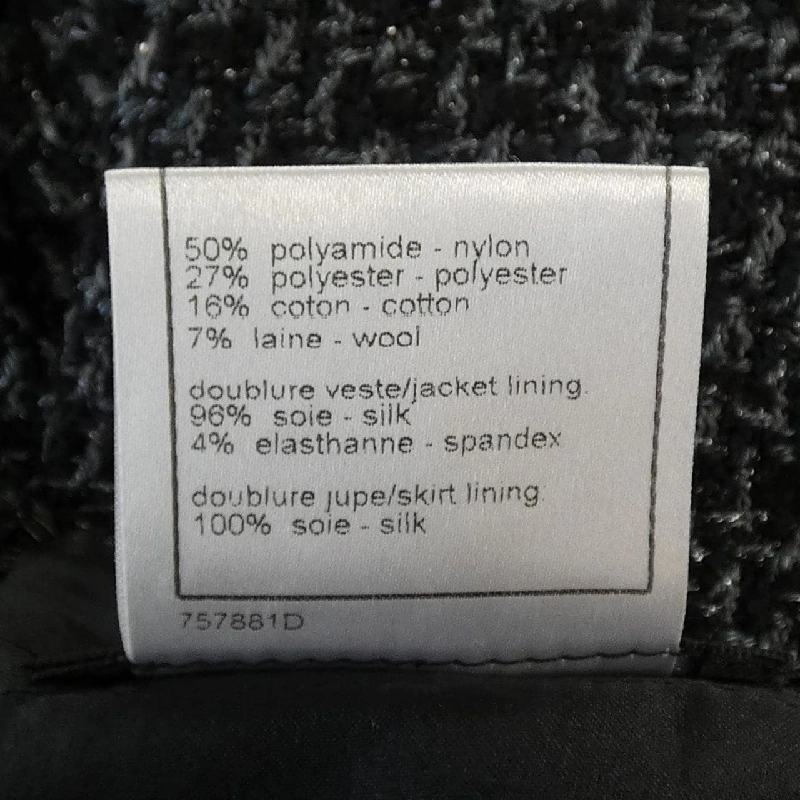 50% polyamide - nylon
27% polyester - polyester
16% coton - cotton
7% laine - wool
doublure veste/jacket lining:
96% soie - silk
4% elasthanne - spandex
doublure jupe/skirt lining:
100% soie - silk
757881D